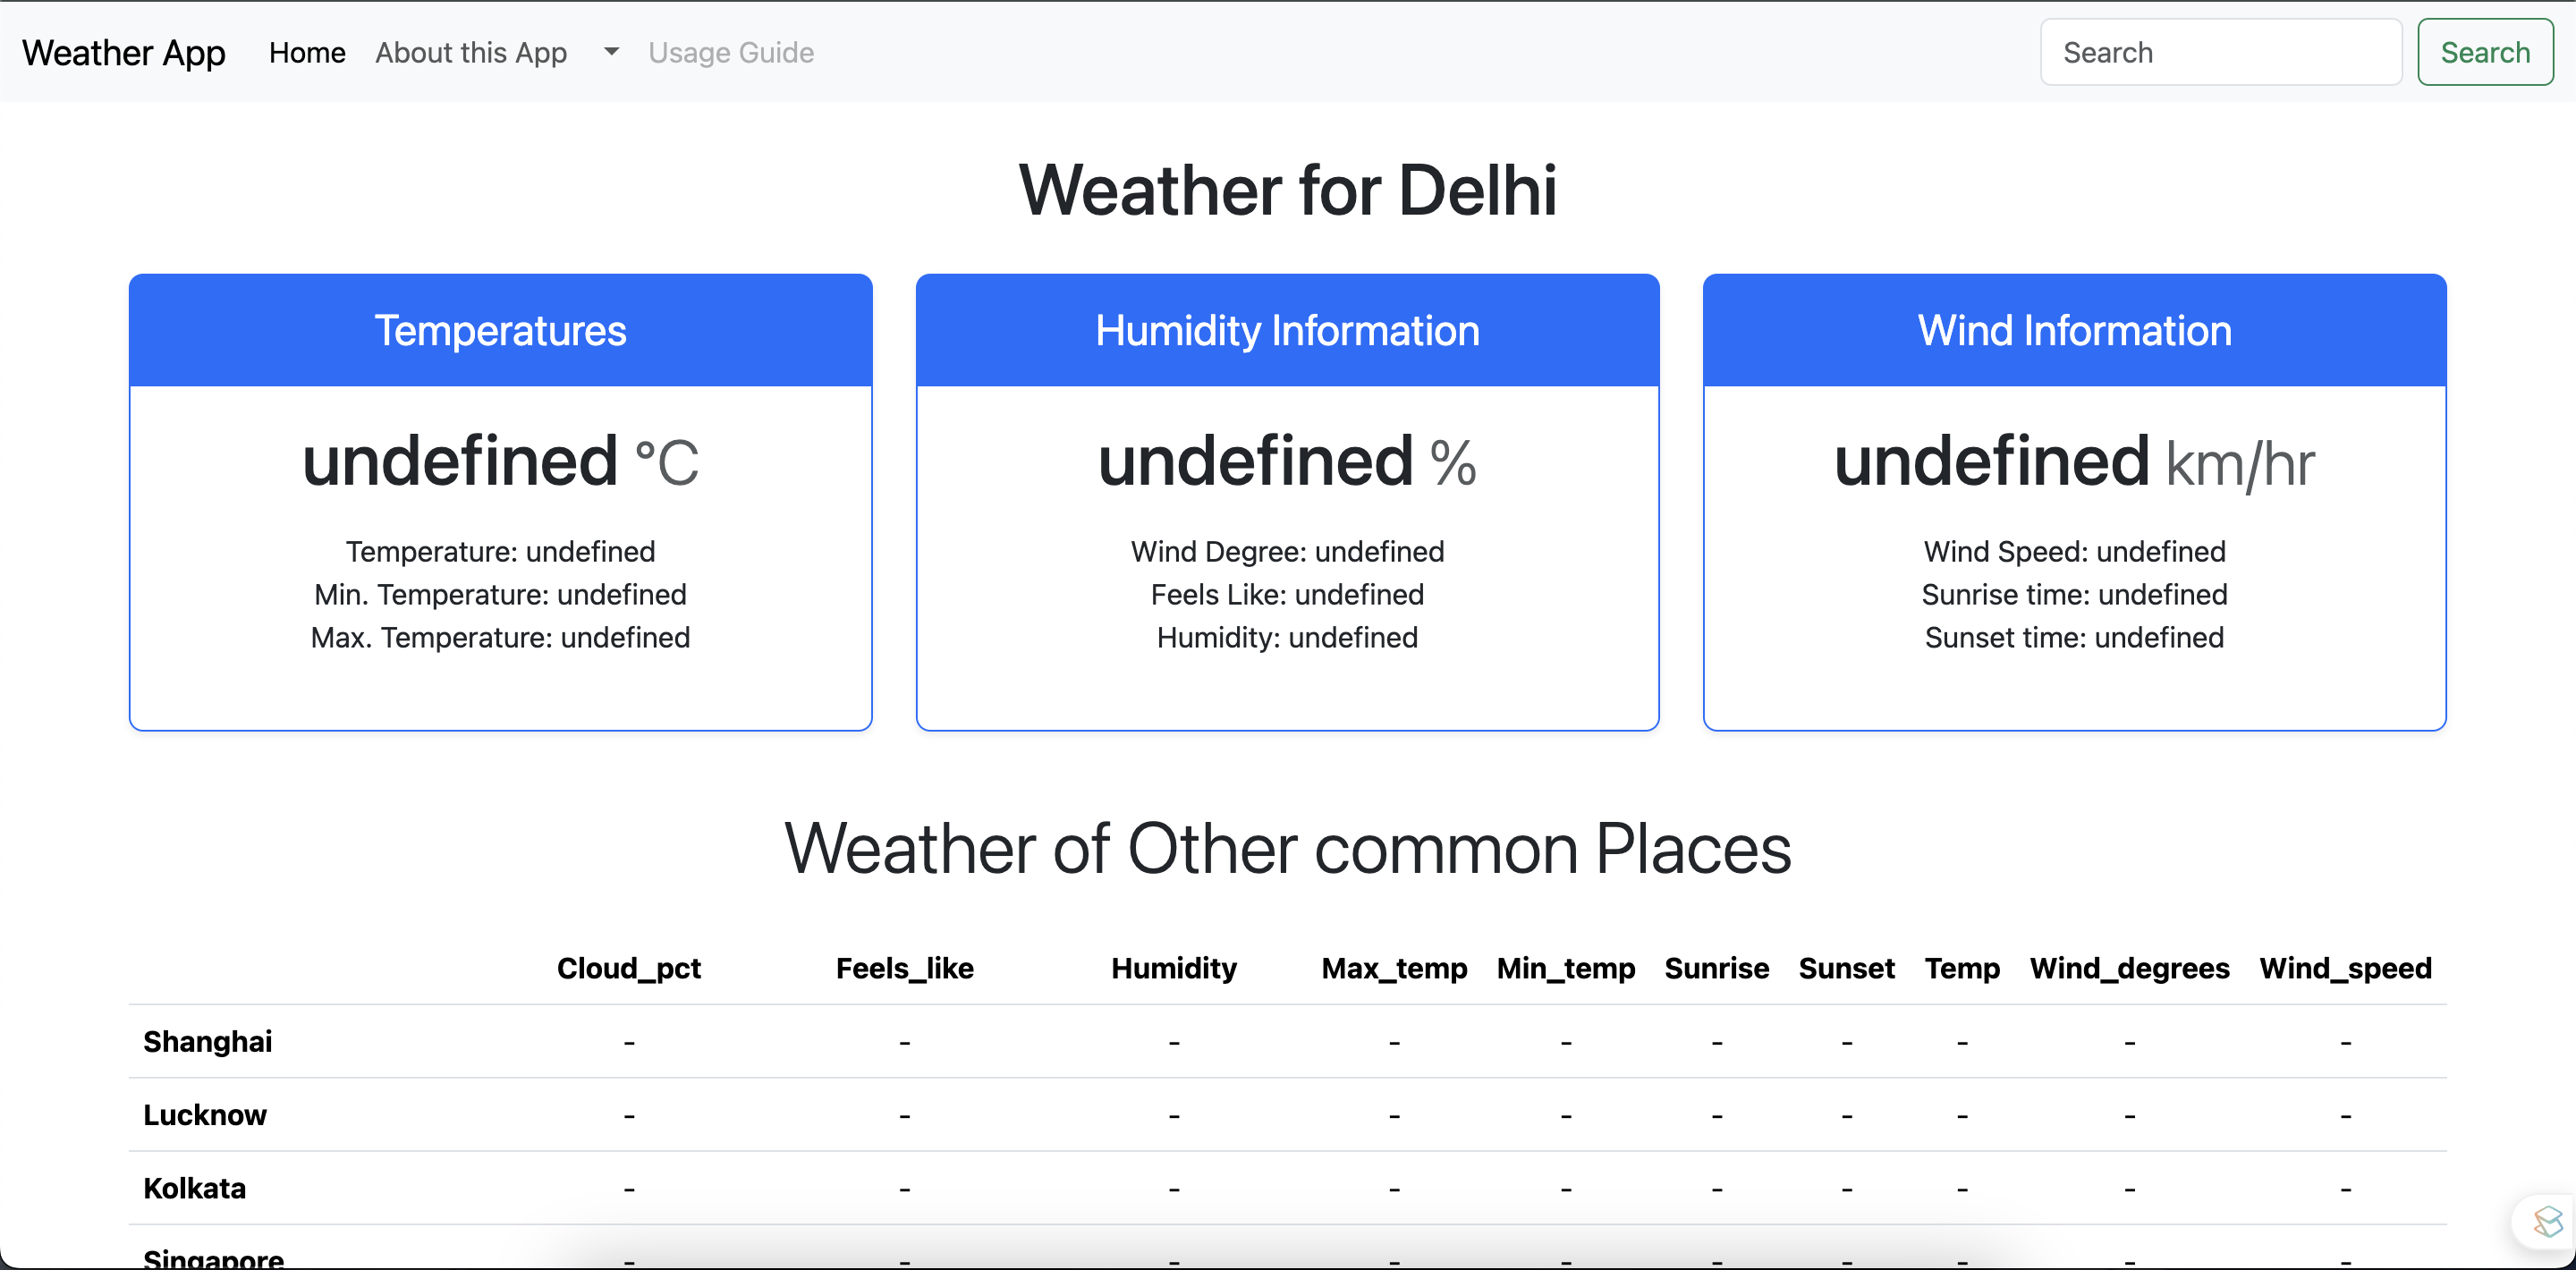 Weather App Home About this App Usage Guide Search Search
Weather for Delhi
Temperatures
undefined °C
Temperature: undefined
Min. Temperature: undefined
Max. Temperature: undefined
Humidity Information
undefined %
Wind Degree: undefined
Feels Like: undefined
Humidity: undefined
Wind Information
undefined km/hr
Wind Speed: undefined
Sunrise time: undefined
Sunset time: undefined
Weather of Other common Places
Cloud_pct Feels_like Humidity Max_temp Min_temp Sunrise Sunset Temp Wind_degrees Wind_speed
Shanghai - - - - - - - - - -
Lucknow - - - - - - - - - -
Kolkata - - - - - - - - - -
Singapore - - - - - - - - - -